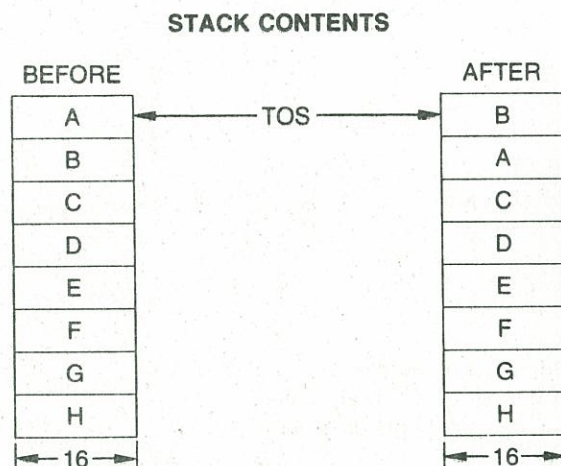 STACK CONTENTS
BEFORE AFTER
A TOS B
B A
C C
D D
E E
F F
G G
H H
16 16